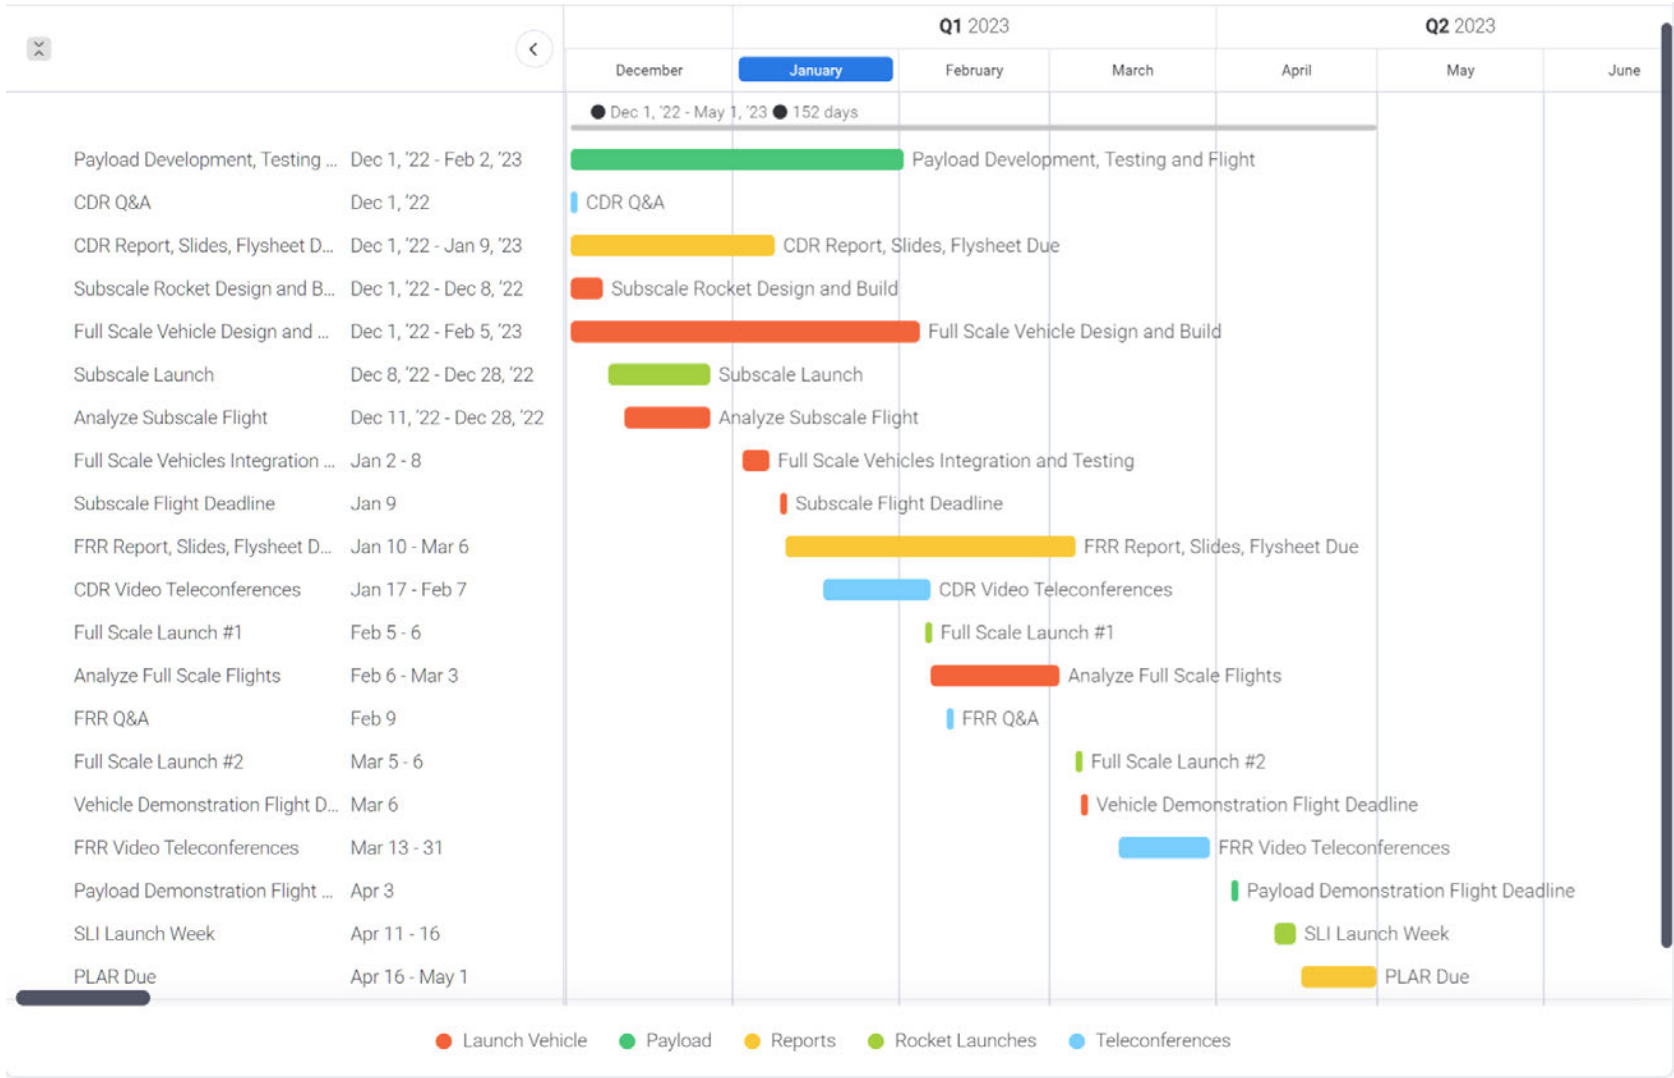 Q1 2023 Q2 2023
December January February March April May June
Dec 1, '22 - May 1, '23 152 days
Payload Development, Testing ... Dec 1, '22 - Feb 2, '23 Payload Development, Testing and Flight
CDR Q&A Dec 1, '22 CDR Q&A
CDR Report, Slides, Flysheet D... Dec 1, '22 - Jan 9, '23 CDR Report, Slides, Flysheet Due
Subscale Rocket Design and B... Dec 1, '22 - Dec 8, '22 Subscale Rocket Design and Build
Full Scale Vehicle Design and ... Dec 1, '22 - Feb 5, '23 Full Scale Vehicle Design and Build
Subscale Launch Dec 8, '22 - Dec 28, '22 Subscale Launch
Analyze Subscale Flight Dec 11, '22 - Dec 28, '22 Analyze Subscale Flight
Full Scale Vehicles Integration ... Jan 2 - 8 Full Scale Vehicles Integration and Testing
Subscale Flight Deadline Jan 9 Subscale Flight Deadline
FRR Report, Slides, Flysheet D... Jan 10 - Mar 6 FRR Report, Slides, Flysheet Due
CDR Video Teleconferences Jan 17 - Feb 7 CDR Video Teleconferences
Full Scale Launch #1 Feb 5 - 6 Full Scale Launch #1
Analyze Full Scale Flights Feb 6 - Mar 3 Analyze Full Scale Flights
FRR Q&A Feb 9 FRR Q&A
Full Scale Launch #2 Mar 5 - 6 Full Scale Launch #2
Vehicle Demonstration Flight D... Mar 6 Vehicle Demonstration Flight Deadline
FRR Video Teleconferences Mar 13 - 31 FRR Video Teleconferences
Payload Demonstration Flight ... Apr 3 Payload Demonstration Flight Deadline
SLI Launch Week Apr 11 - 16 SLI Launch Week
PLAR Due Apr 16 - May 1 PLAR Due
Launch Vehicle Payload Reports Rocket Launches Teleconferences